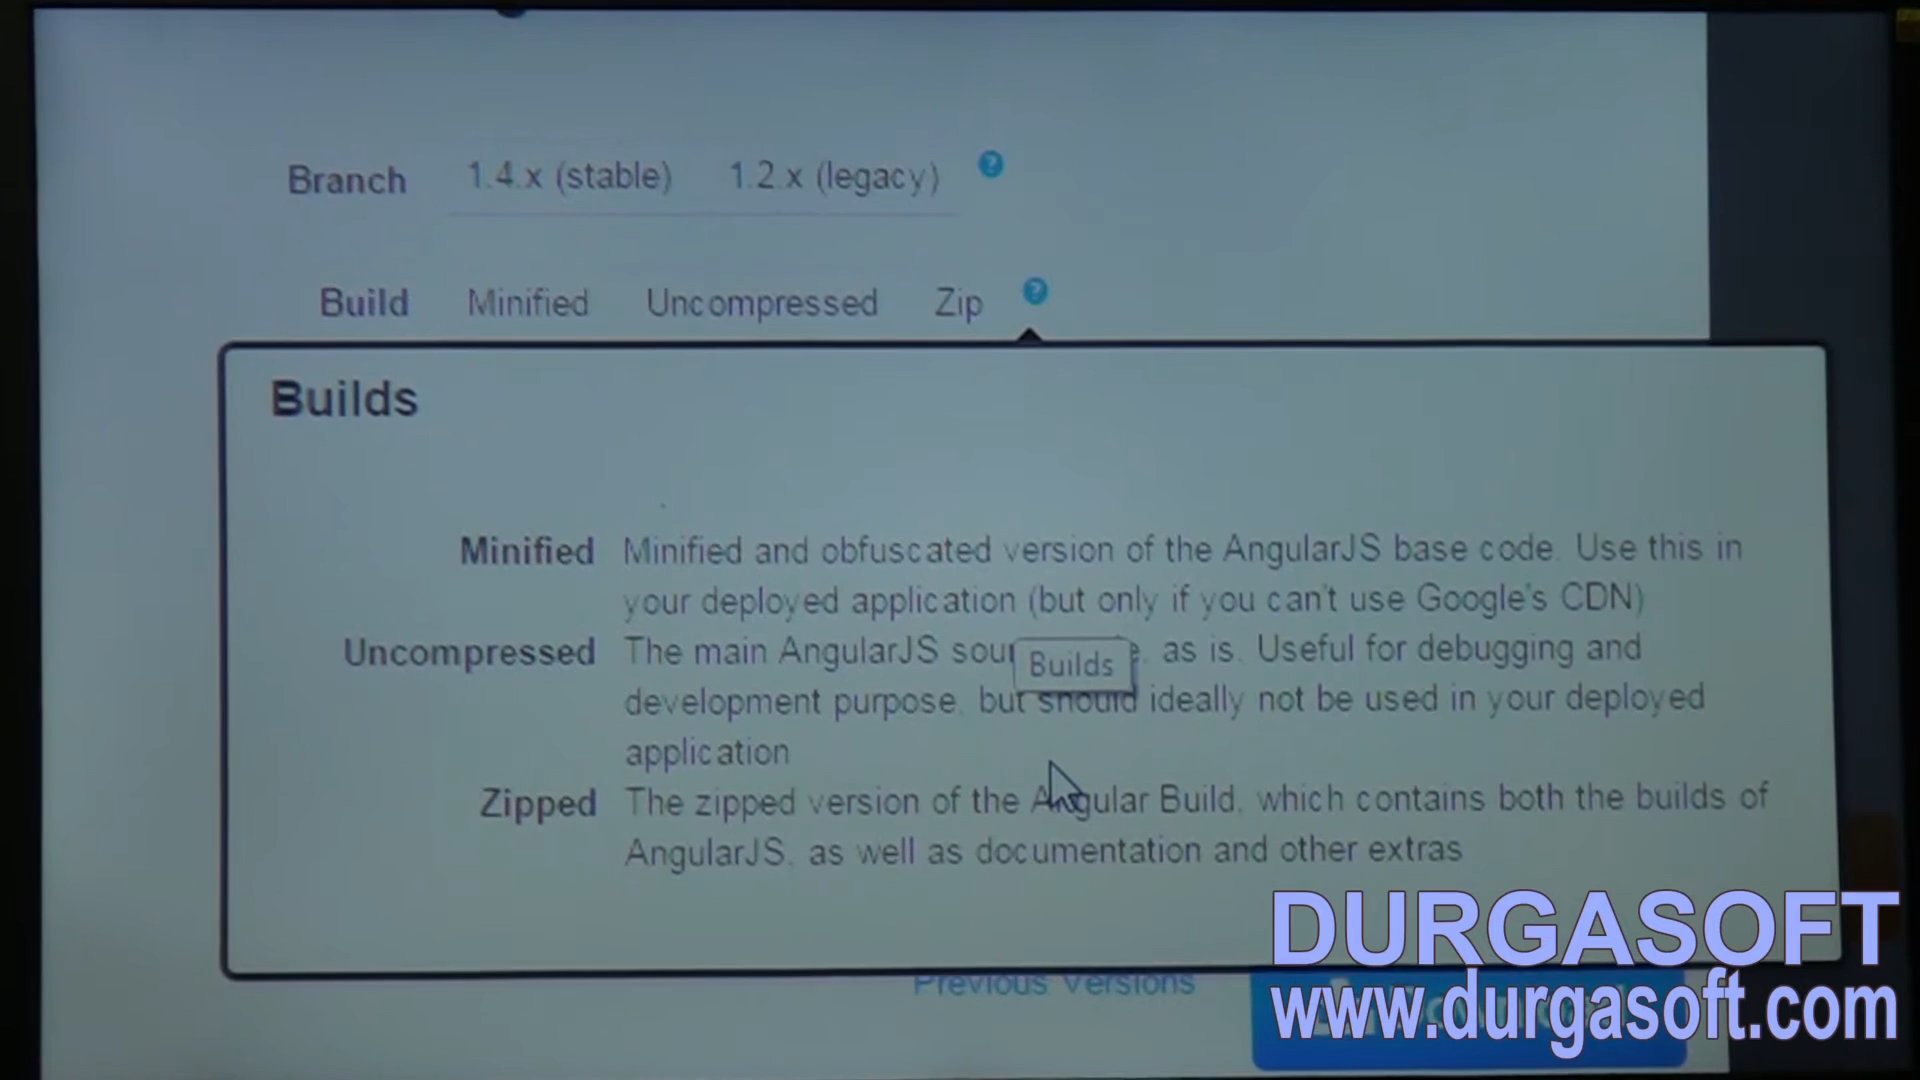 Branch 1.4.x (stable) 1.2.x (legacy) ?
Build Minified Uncompressed Zip ?
Builds
Minified Minified and obfuscated version of the AngularJS base code. Use this in
your deployed application (but only if you can't use Google's CDN)
Uncompressed The main AngularJS as is. Useful for debugging and
Builds
development purpose, but should ideally not be used in your deployed
application
Zipped The zipped version of the Angular Build, which contains both the builds of
AngularJS, as well as documentation and other extras
Previous Versions
DURGASOFT
www.durgasoft.com